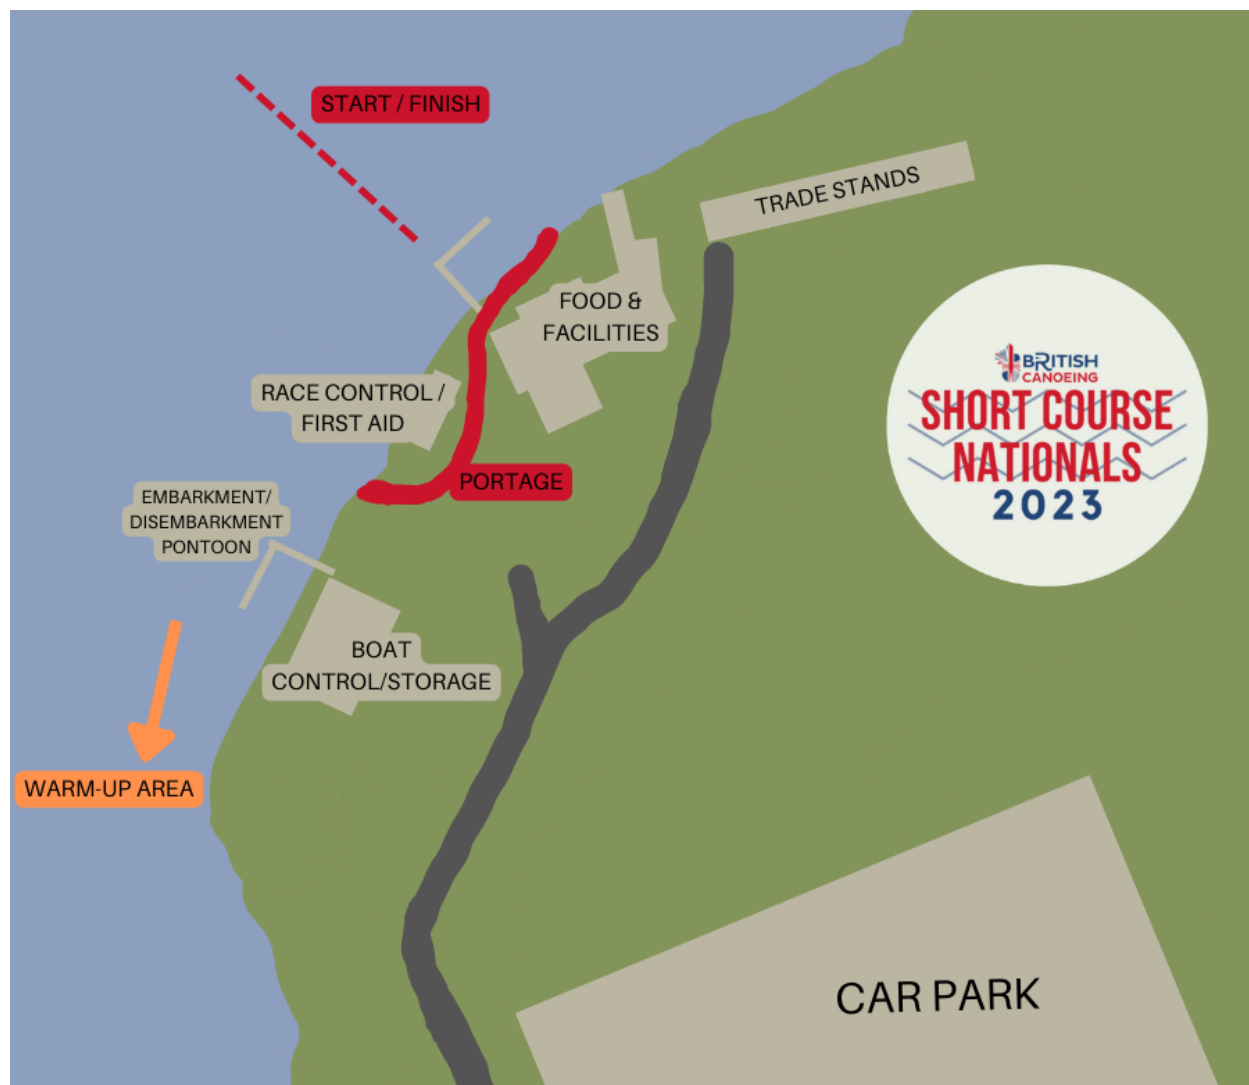 START / FINISH
TRADE STANDS
FOOD &
FACILITIES
BRITISH
CANOEING
SHORT COURSE
NATIONALS
2023
RACE CONTROL /
FIRST AID
PORTAGE
EMBARKMENT/
DISEMBARKMENT
PONTOON
BOAT
CONTROL/STORAGE
WARM-UP AREA
CAR PARK